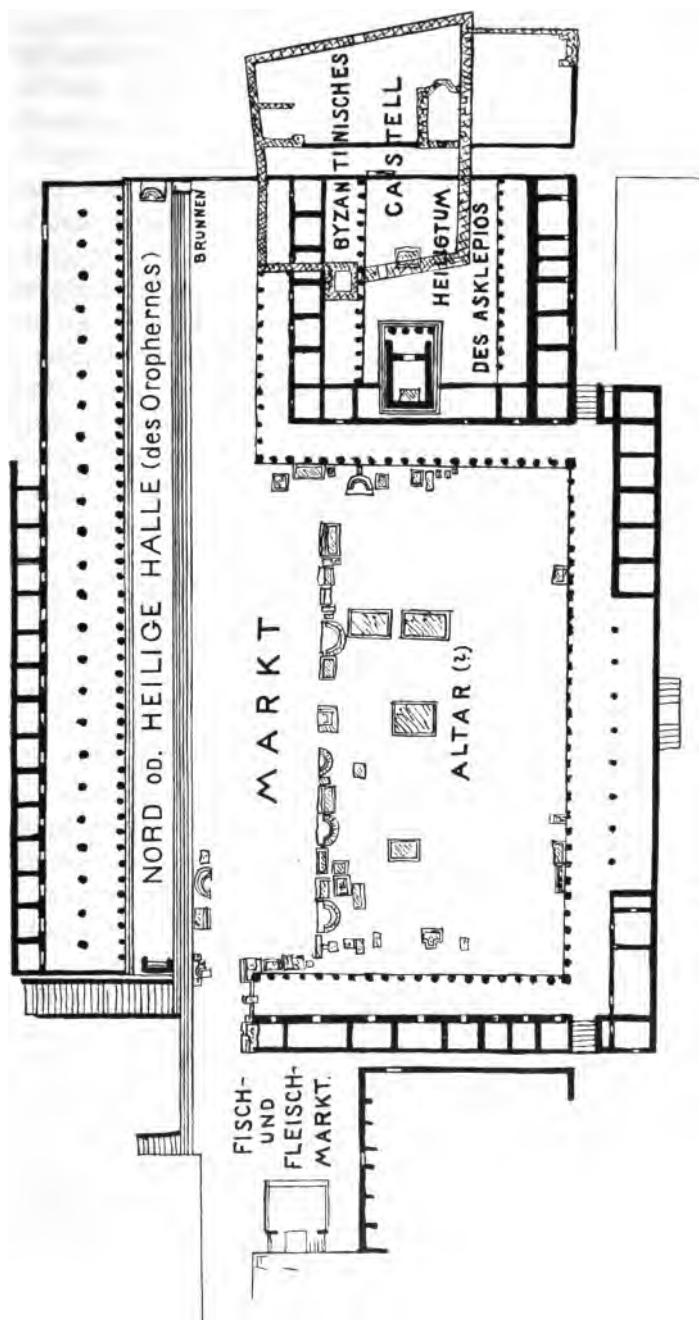 BYZANTINISCHES
CASTELL
HEILIGTUM
DES ASKLEPIOS
BRUNNEN
NORD OD. HEILIGE HALLE (des Orophernes)
MARKT
ALTAR (?)
FISCH-
UND
FLEISCH-
MARKT.